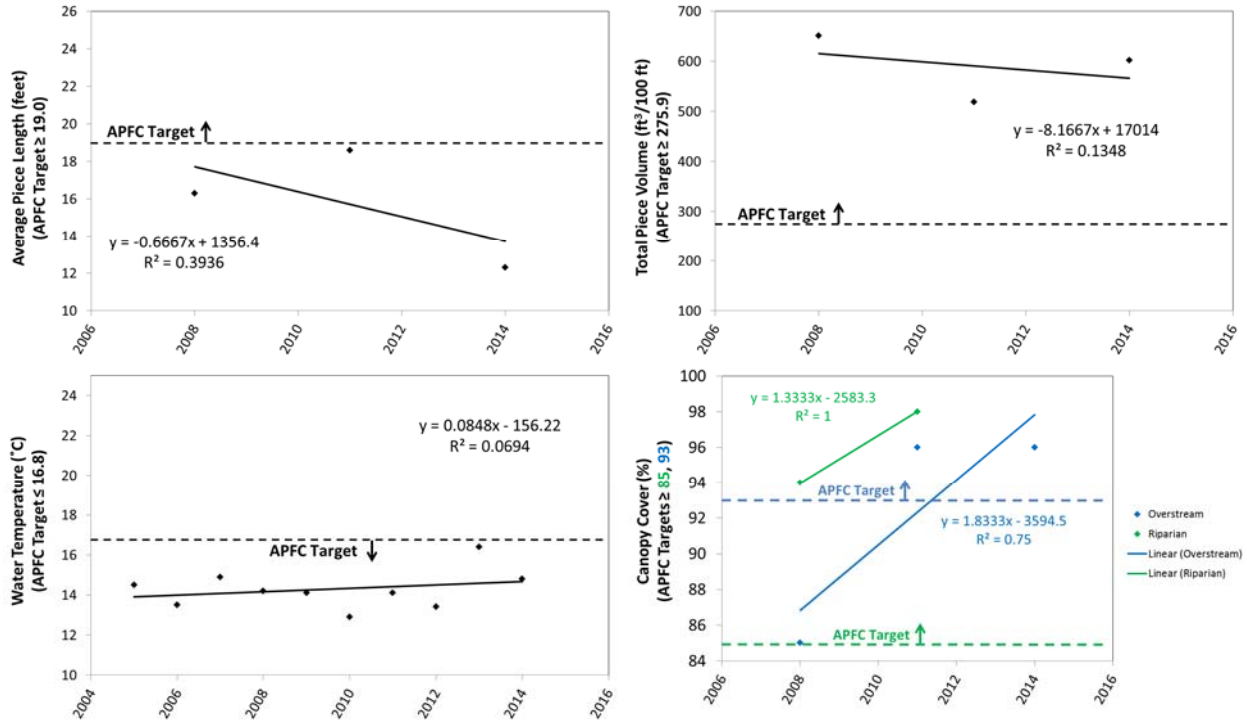 Average Piece Length (feet)
(APFC Target ≥ 19.0)
26
24
22
20
18
16
14
12
10
APFC Target
y = -0.6667x + 1356.4
R² = 0.3936
2006
2008
2010
2012
2014
2016
Total Piece Volume (ft³/100 ft)
(APFC Target ≥ 275.9)
700
600
500
400
300
200
100
y = -8.1667x + 17014
R² = 0.1348
APFC Target
2006
2008
2010
2012
2014
2016
Water Temperature (˚C)
(APFC Target ≤ 16.8)
24
22
20
18
16
14
12
10
y = 0.0848x - 156.22
R² = 0.0694
APFC Target
2004
2006
2008
2010
2012
2014
2016
Canopy Cover (%)
(APFC Targets ≥ 85, 93)
100
98
96
94
92
90
88
86
84
y = 1.3333x - 2583.3
R² = 1
APFC Target
y = 1.8333x - 3594.5
R² = 0.75
APFC Target
2006
2008
2010
2012
2014
2016
Overstream
Riparian
Linear (Overstream)
Linear (Riparian)